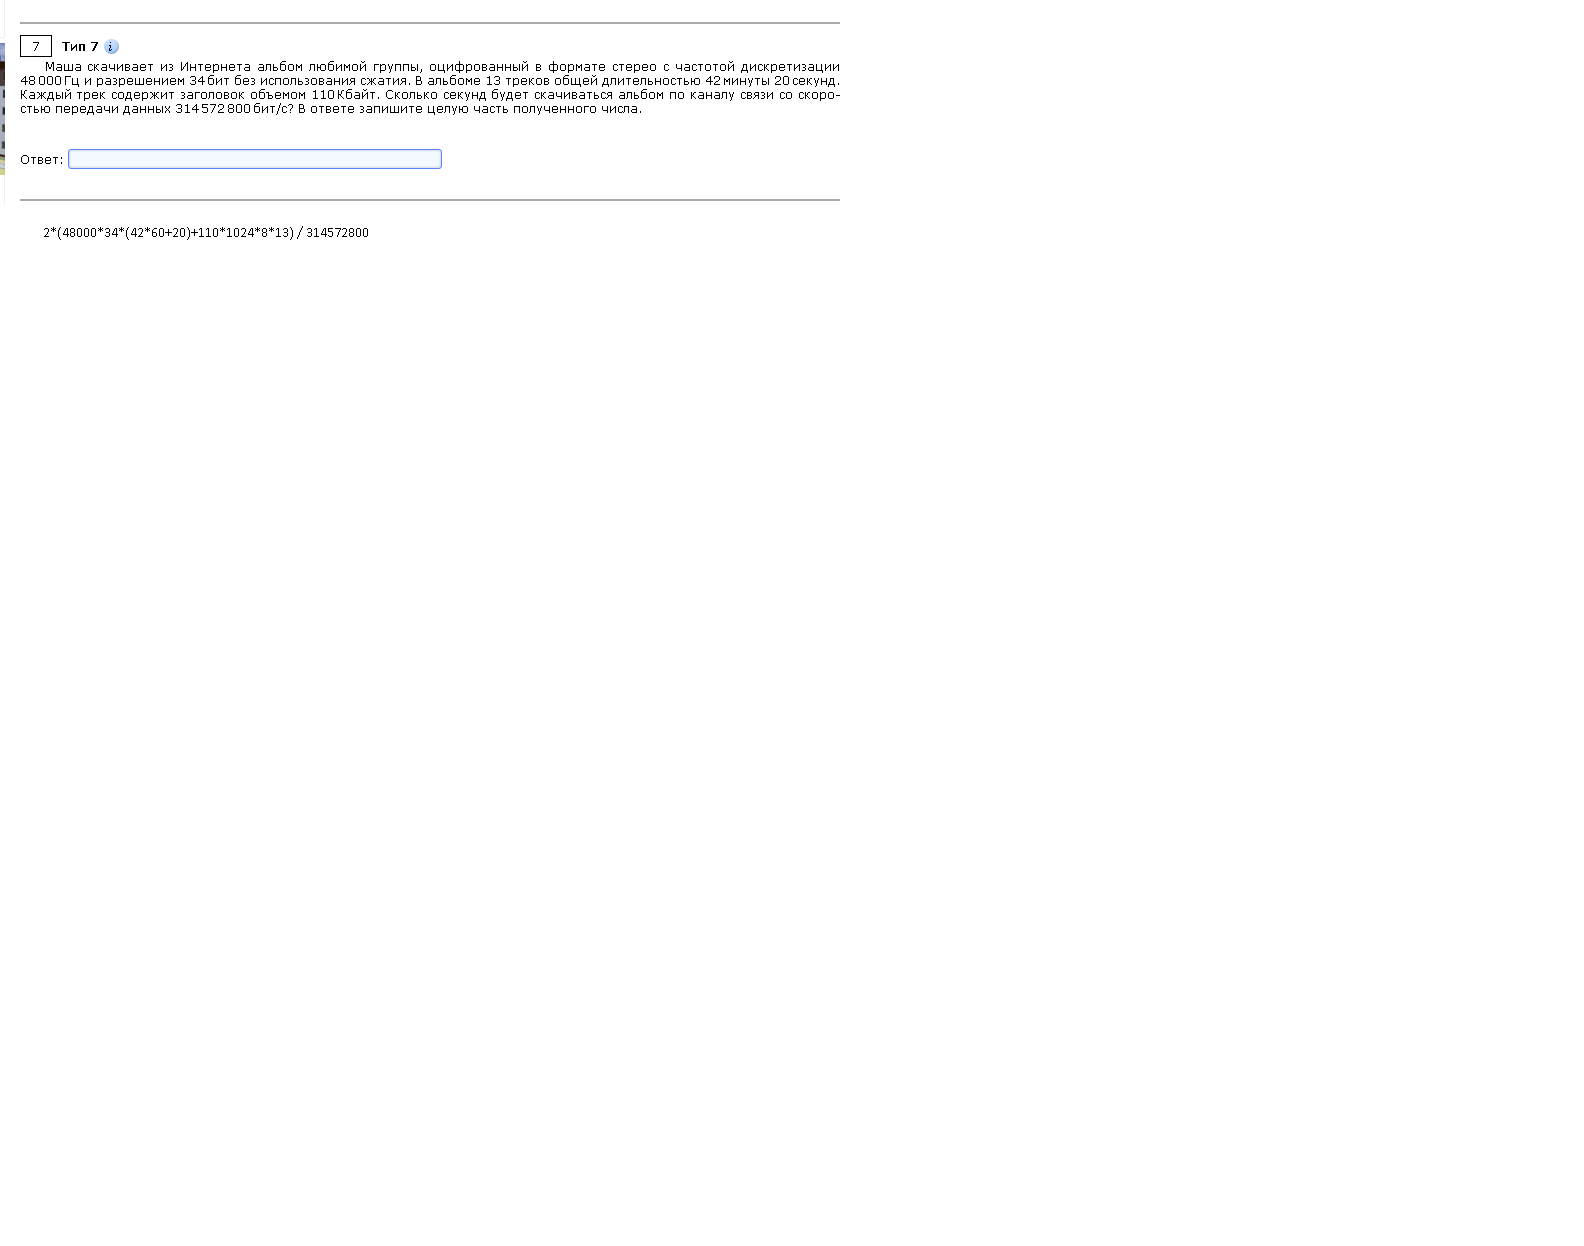 7 Тип 7 i
Маша скачивает из Интернета альбом любимой группы, оцифрованный в формате стерео с частотой дискретизации
48 000 Гц и разрешением 34 бит без использования сжатия. В альбоме 13 треков общей длительностью 42 минуты 20 секунд.
Каждый трек содержит заголовок объемом 110 Кбайт. Сколько секунд будет скачиваться альбом по каналу связи со скоро-
стью передачи данных 314 572 800 бит/с? В ответе запишите целую часть полученного числа.
Ответ:
2*(48000*34*(42*60+20)+110*1024*8*13) / 314572800